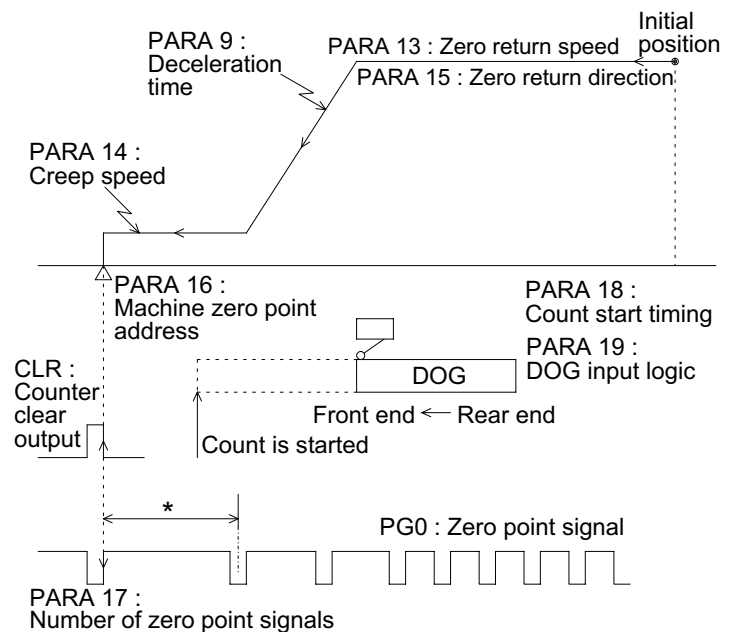 Initial
position
PARA 9 :
Deceleration
time
PARA 13 : Zero return speed
PARA 15 : Zero return direction
PARA 14 :
Creep speed
PARA 16 :
Machine zero point
address
PARA 18 :
Count start timing
PARA 19 :
DOG input logic
CLR :
Counter
clear
output
DOG
Front end ← Rear end
Count is started
*
PG0 : Zero point signal
PARA 17 :
Number of zero point signals